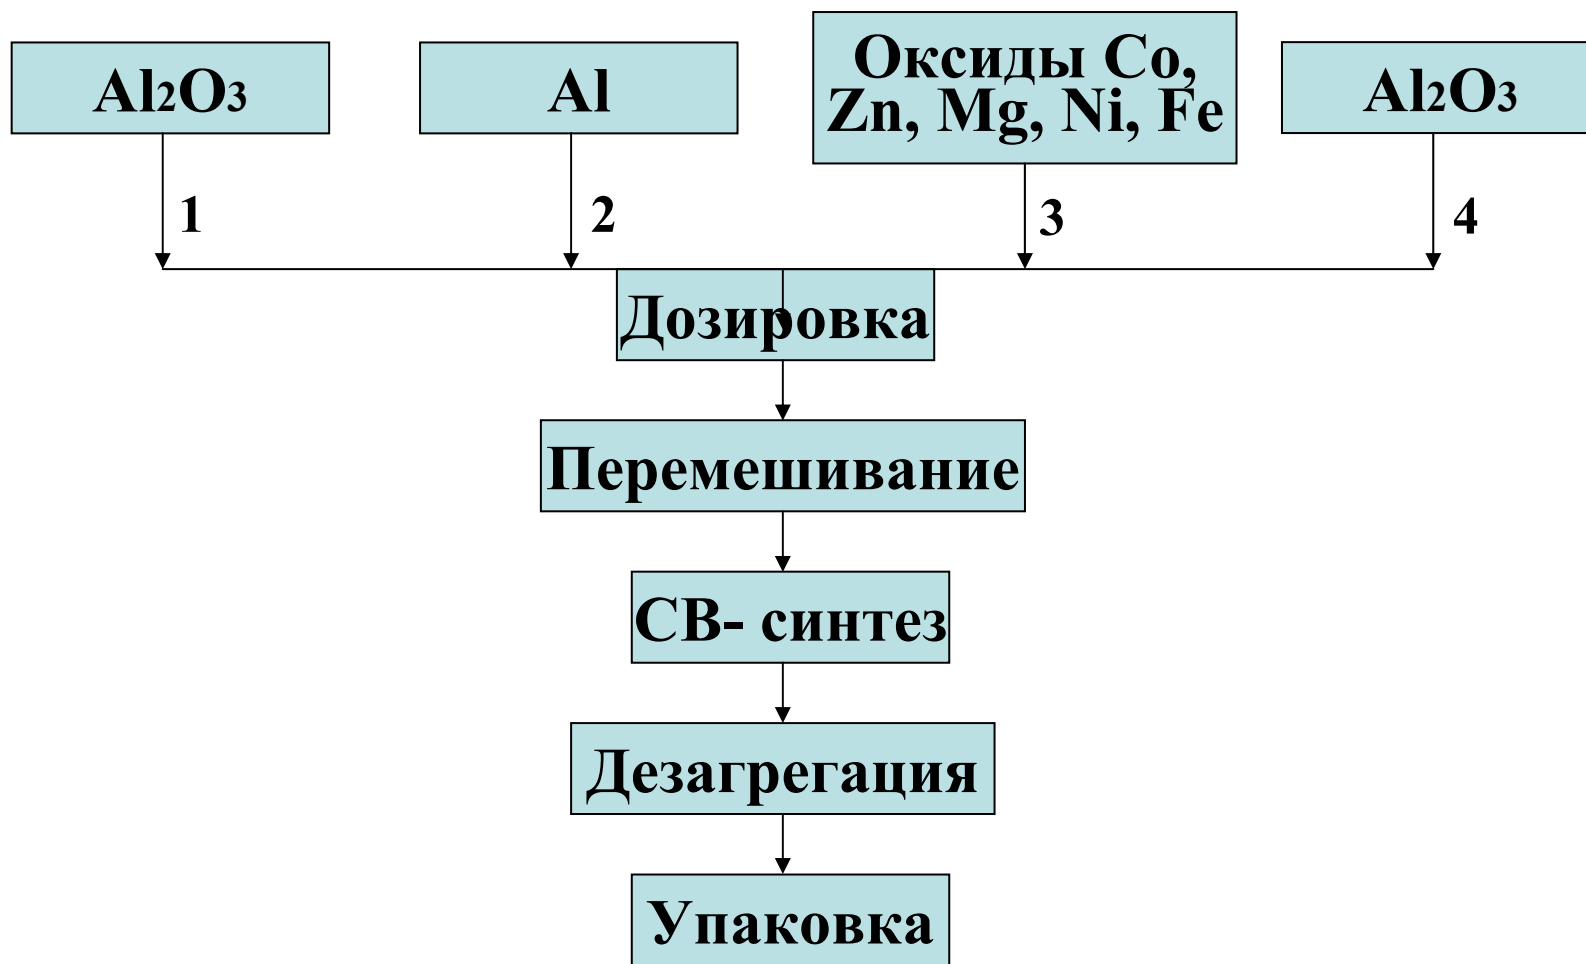 Al2O3
Al
Оксиды Co,
Zn, Mg, Ni, Fe
Al2O3
1
2
3
4
Дозировка
Перемешивание
СВ- синтез
Дезагрегация
Упаковка